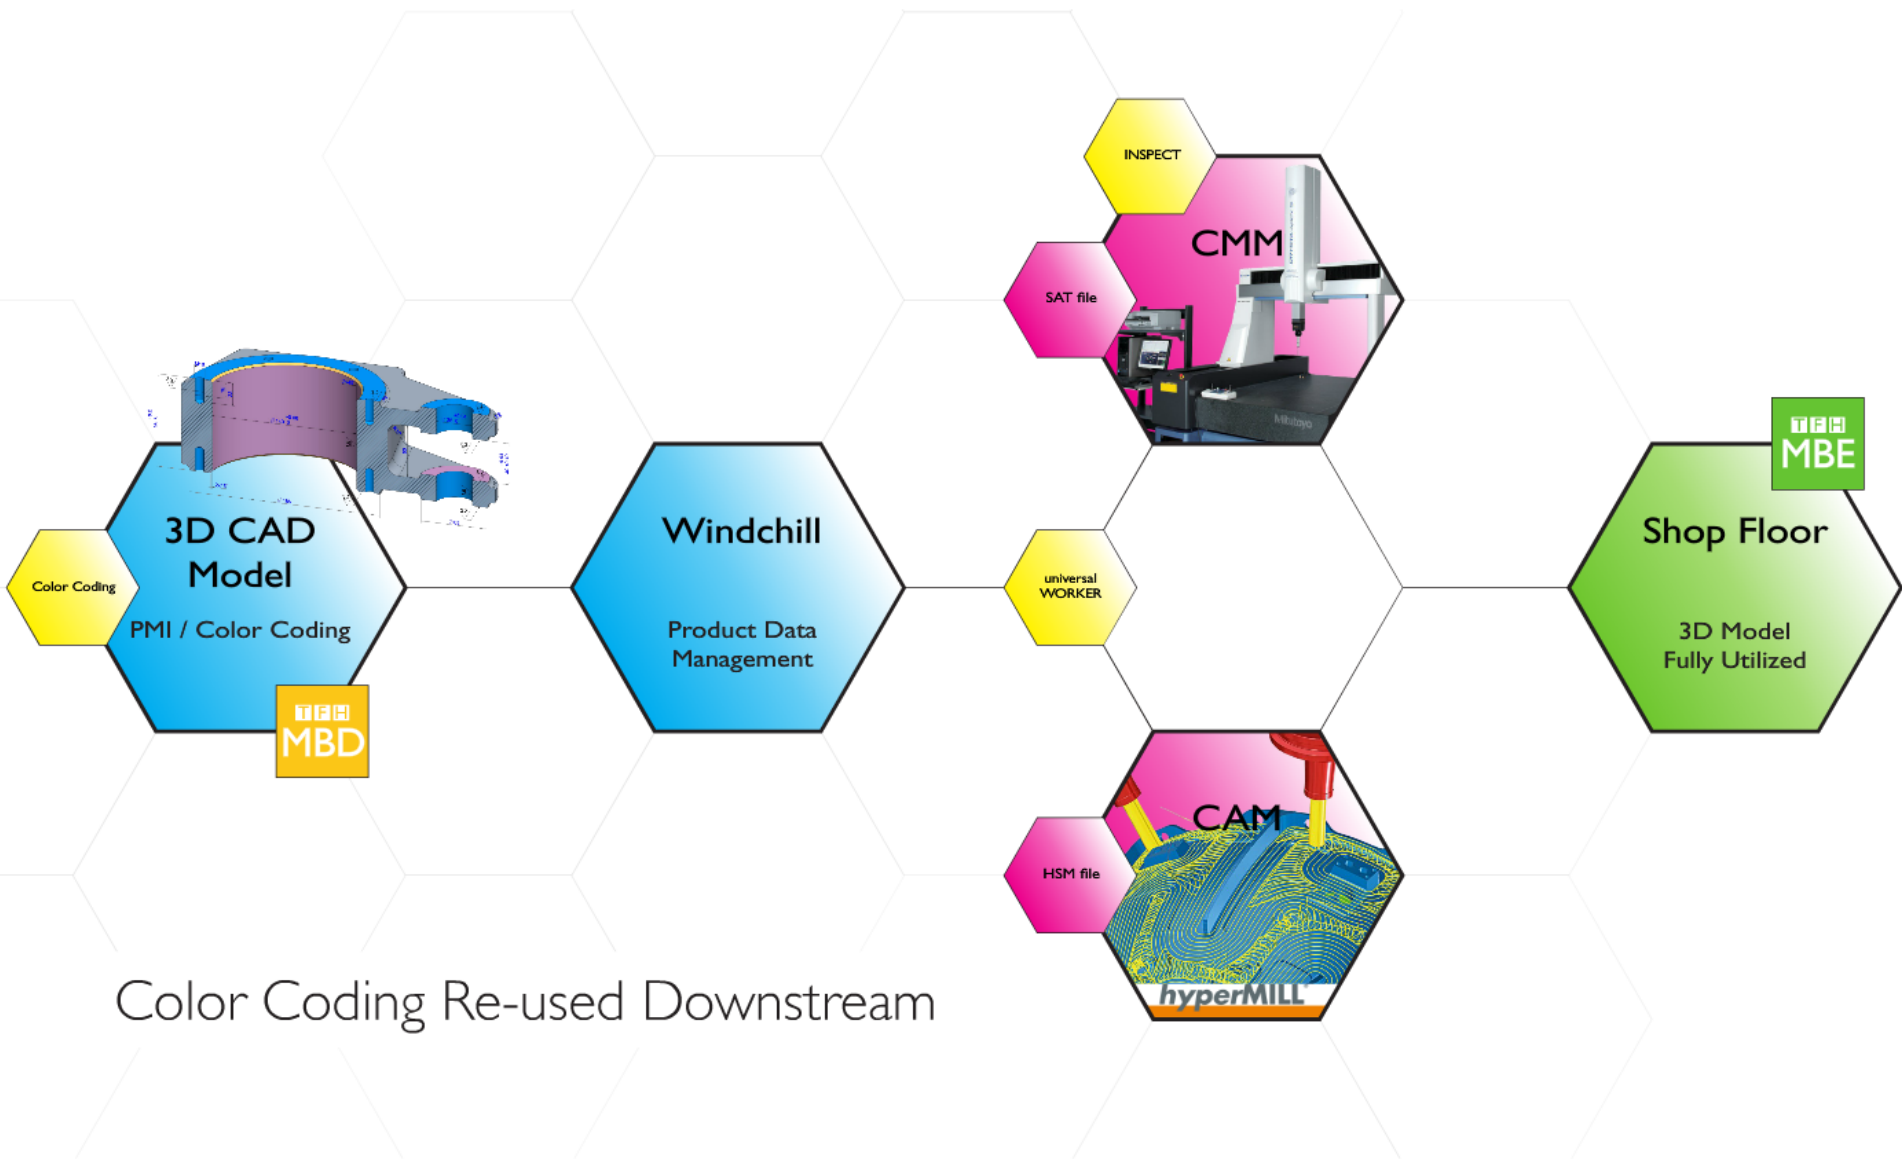 INSPECT
CMM
SAT file
Mitutoyo
TFH
MBE
3D CAD
Model
Color Coding
PMI / Color Coding
TFH
MBD
Windchill
Product Data
Management
universal
WORKER
Shop Floor
3D Model
Fully Utilized
CAM
HSM file
hyperMILL
Color Coding Re-used Downstream